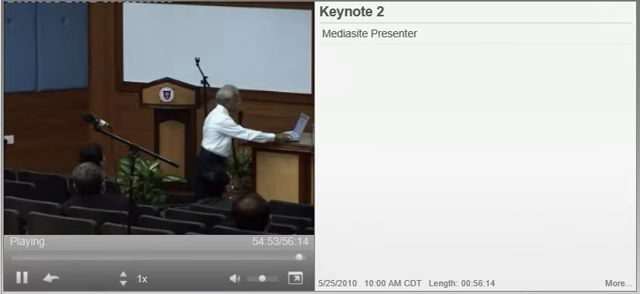 Keynote 2
Mediasite Presenter
Playing
54:53/56:14
1x
5/25/2010 10:00 AM CDT Length: 00:56:14
More...